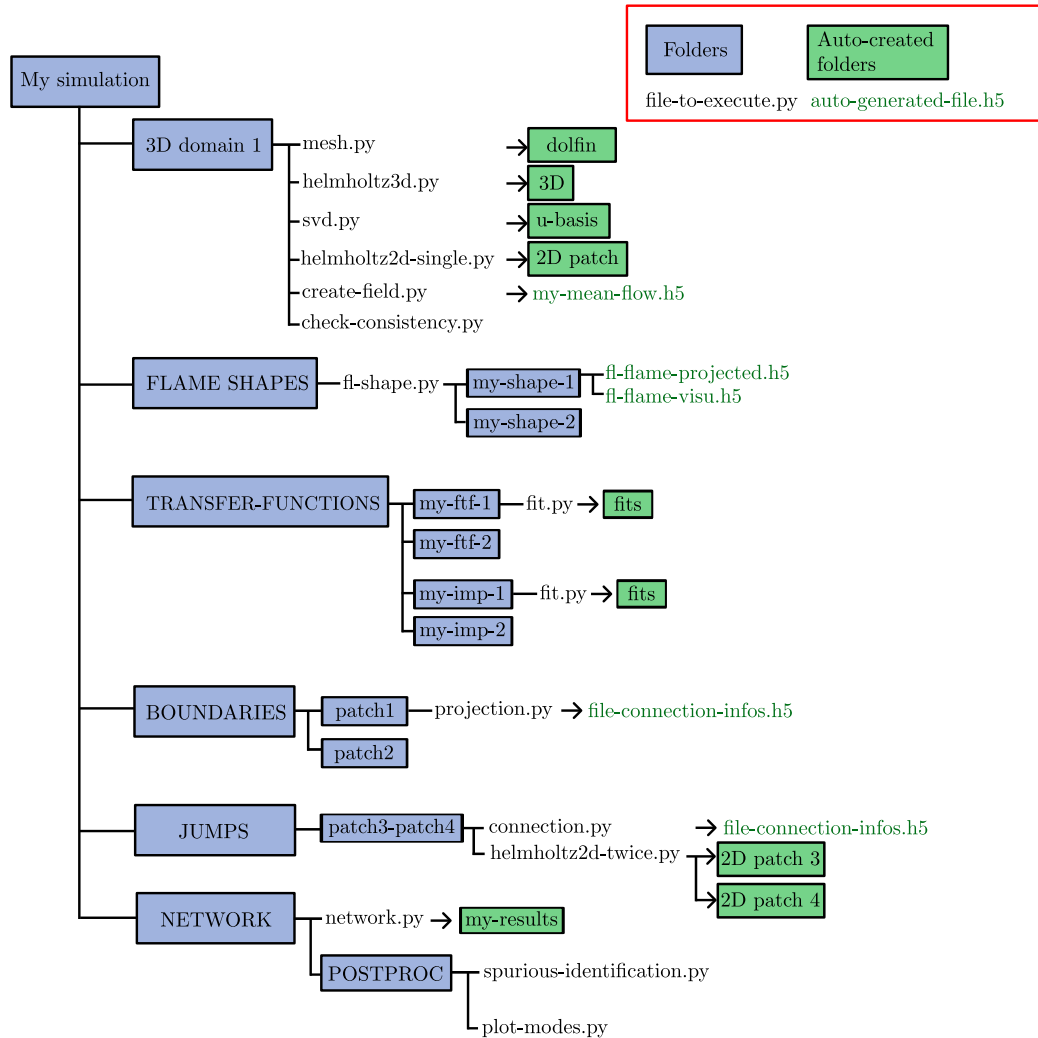 Folders
Auto-created
folders
file-to-execute.py
auto-generated-file.h5
My simulation
3D domain 1
mesh.py
dolfin
helmholtz3d.py
3D
svd.py
u-basis
helmholtz2d-single.py
2D patch
create-field.py
my-mean-flow.h5
check-consistency.py
FLAME SHAPES
fl-shape.py
my-shape-1
fl-flame-projected.h5
fl-flame-visu.h5
my-shape-2
TRANSFER-FUNCTIONS
my-ftf-1
fit.py
fits
my-ftf-2
my-imp-1
fit.py
fits
my-imp-2
BOUNDARIES
patch1
projection.py
file-connection-infos.h5
patch2
JUMPS
patch3-patch4
connection.py
file-connection-infos.h5
helmholtz2d-twice.py
2D patch 3
2D patch 4
NETWORK
network.py
my-results
POSTPROC
spurious-identification.py
plot-modes.py